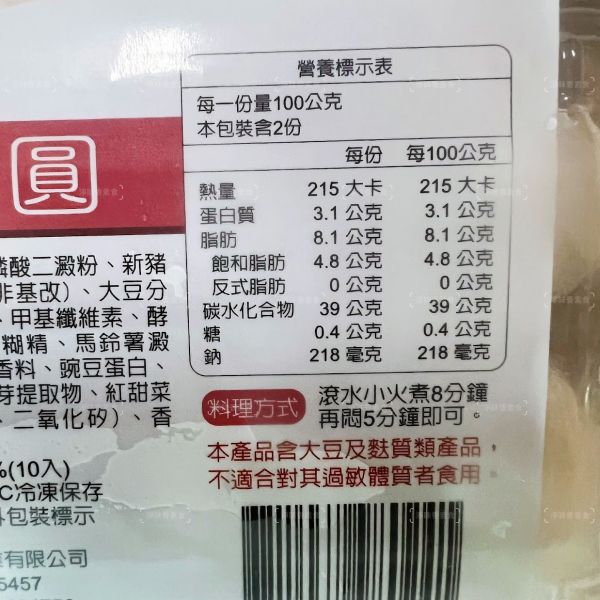 營養標示表
每一份量100公克
本包裝含2份
每份 每100公克
熱量 215 大卡 215 大卡
蛋白質 3.1 公克 3.1 公克
脂肪 8.1 公克 8.1 公克
飽和脂肪 4.8 公克 4.8 公克
反式脂肪 0 公克 0 公克
碳水化合物 39 公克 39 公克
糖 0.4 公克 0.4 公克
鈉 218 毫克 218 毫克
料理方式 滾水小火煮8分鐘
再悶5分鐘即可。
本產品含大豆及麩質類產品，
不適合對其過敏體質者食用。
圓
磷酸二澱粉、新豬
非基改)、大豆分
、甲基纖維素、酵
糊精、馬鈴薯澱
香料、豌豆蛋白、
芽提取物、紅甜菜
、二氧化矽)、香
%(10入)
C冷凍保存
外包裝標示
有限公司
5457